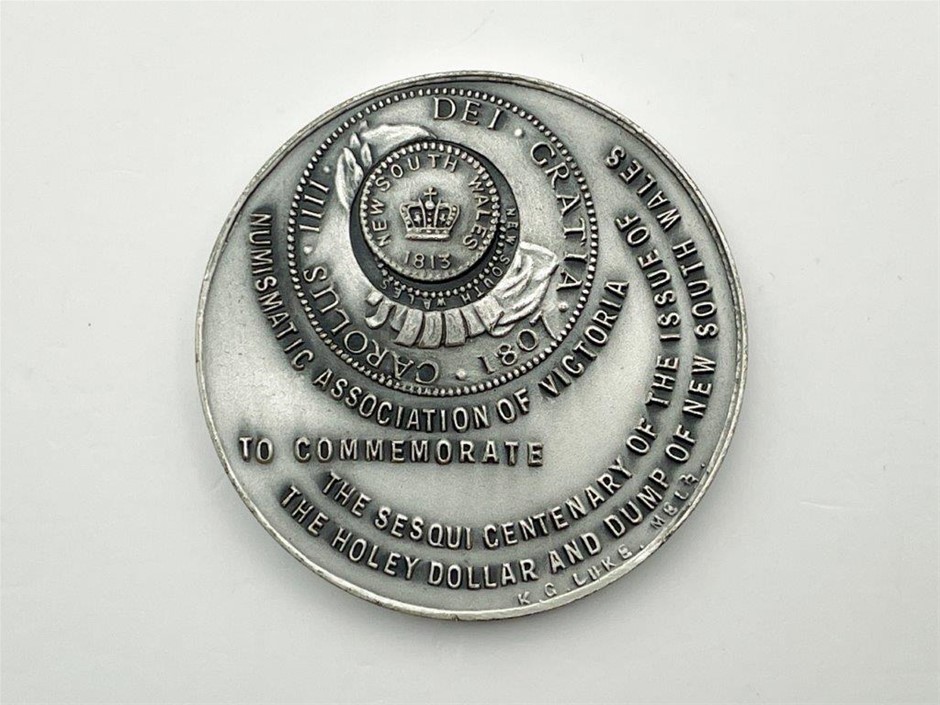 CAROLUS · IIII · DEI · GRATIA · 1807 ·
NEW SOUTH WALES
1813
NEW SOUTH WALES
NUMISMATIC ASSOCIATION OF VICTORIA
TO COMMEMORATE
THE SESQUI CENTENARY OF THE ISSUE OF
THE HOLEY DOLLAR AND DUMP OF NEW SOUTH WALES
K.G. LUKE. MELB.